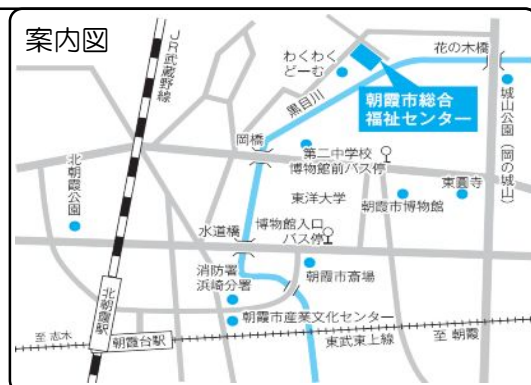 案内図
JR武蔵野線
わくわく
どーむ
花の木橋
黒目川
朝霞市総合
福祉センター
城山公園(岡の城山)
岡橋
第二中学校
博物館前バス停
北朝霞公園
東洋大学
東圓寺
朝霞市博物館
水道橋
博物館入口
バス停
消防署
浜崎分署
朝霞市斎場
北朝霞駅
朝霞市産業文化センター
至 志木
朝霞台駅
東武東上線
至 朝霞